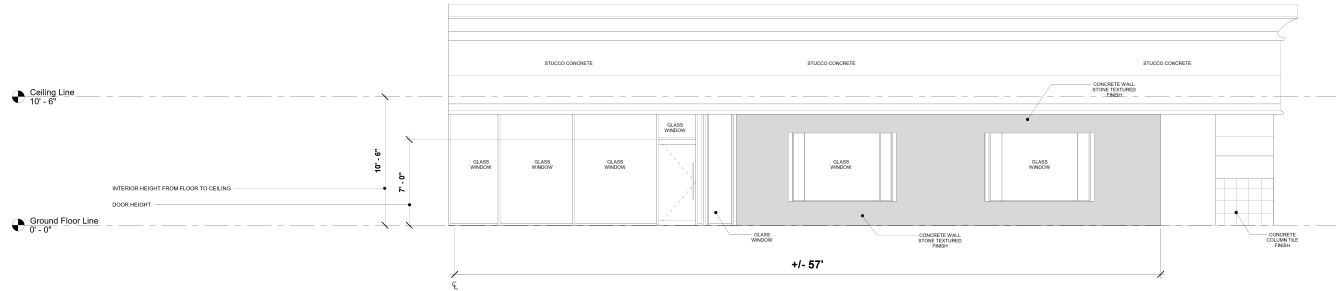 STUCCO CONCRETE
STUCCO CONCRETE
STUCCO CONCRETE
Ceiling Line
10' - 6"
CONCRETE WALL
STONE TEXTURED
FINISH
GLASS
WINDOW
10' - 6"
7' - 0"
GLASS
WINDOW
GLASS
WINDOW
GLASS
WINDOW
GLASS
WINDOW
GLASS
WINDOW
INTERIOR HEIGHT FROM FLOOR TO CEILING
DOOR HEIGHT
Ground Floor Line
0' - 0"
GLASS
WINDOW
CONCRETE WALL
STONE TEXTURED
FINISH
CONCRETE
COLUMN TILE
FINISH
+/- 57'
℄